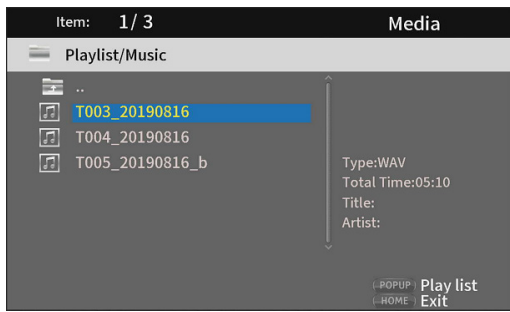 Item: 1/ 3 Media
Playlist/Music
..
T003_20190816
T004_20190816
T005_20190816_b
Type:WAV
Total Time:05:10
Title:
Artist:
POPUP Play list
HOME Exit